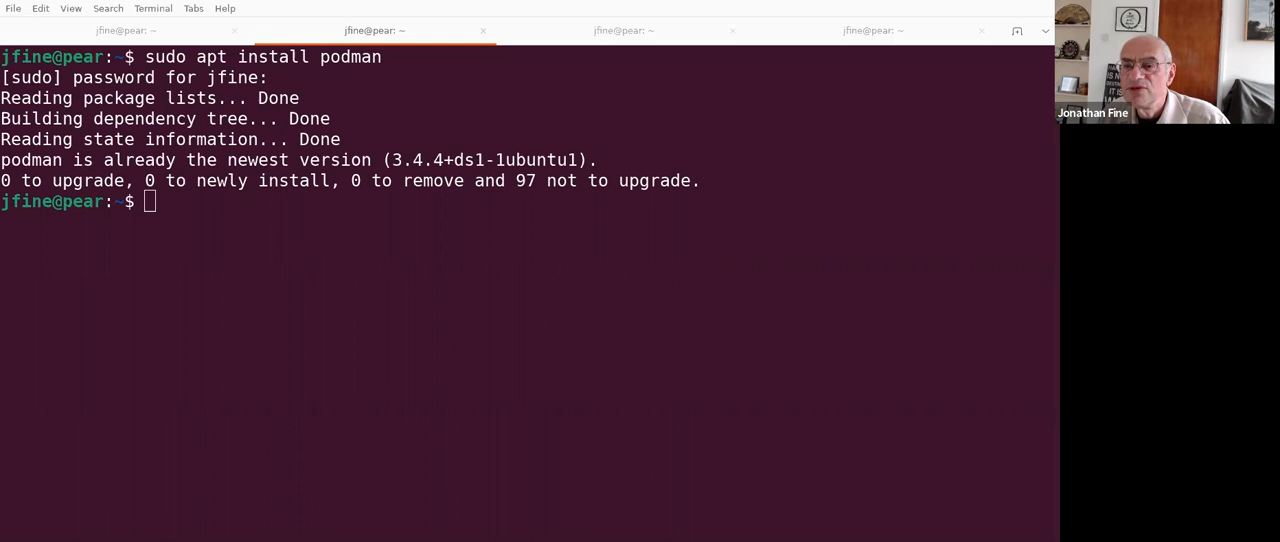 File Edit View Search Terminal Tabs Help
jfine@pear: ~ × jfine@pear: ~ × jfine@pear: ~ × jfine@pear: ~ ×
jfine@pear:~$ sudo apt install podman
[sudo] password for jfine:
Reading package lists... Done
Building dependency tree... Done
Reading state information... Done
podman is already the newest version (3.4.4+ds1-1ubuntu1).
0 to upgrade, 0 to newly install, 0 to remove and 97 not to upgrade.
jfine@pear:~$
Jonathan Fine